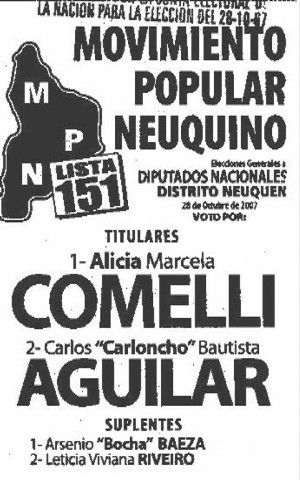 LA NACION PARA LA ELECCION DEL 28-10-07
MOVIMIENTO
POPULAR
NEUQUINO
M
P
N
LISTA
151
Elecciones Generales a
DIPUTADOS NACIONALES
DISTRITO NEUQUEN
28 de Octubre de 2007
VOTO POR:
TITULARES
1- Alicia Marcela
COMELLI
2- Carlos "Carloncho" Bautista
AGUILAR
SUPLENTES
1- Arsenio "Bocha" BAEZA
2- Leticia Viviana RIVEIRO